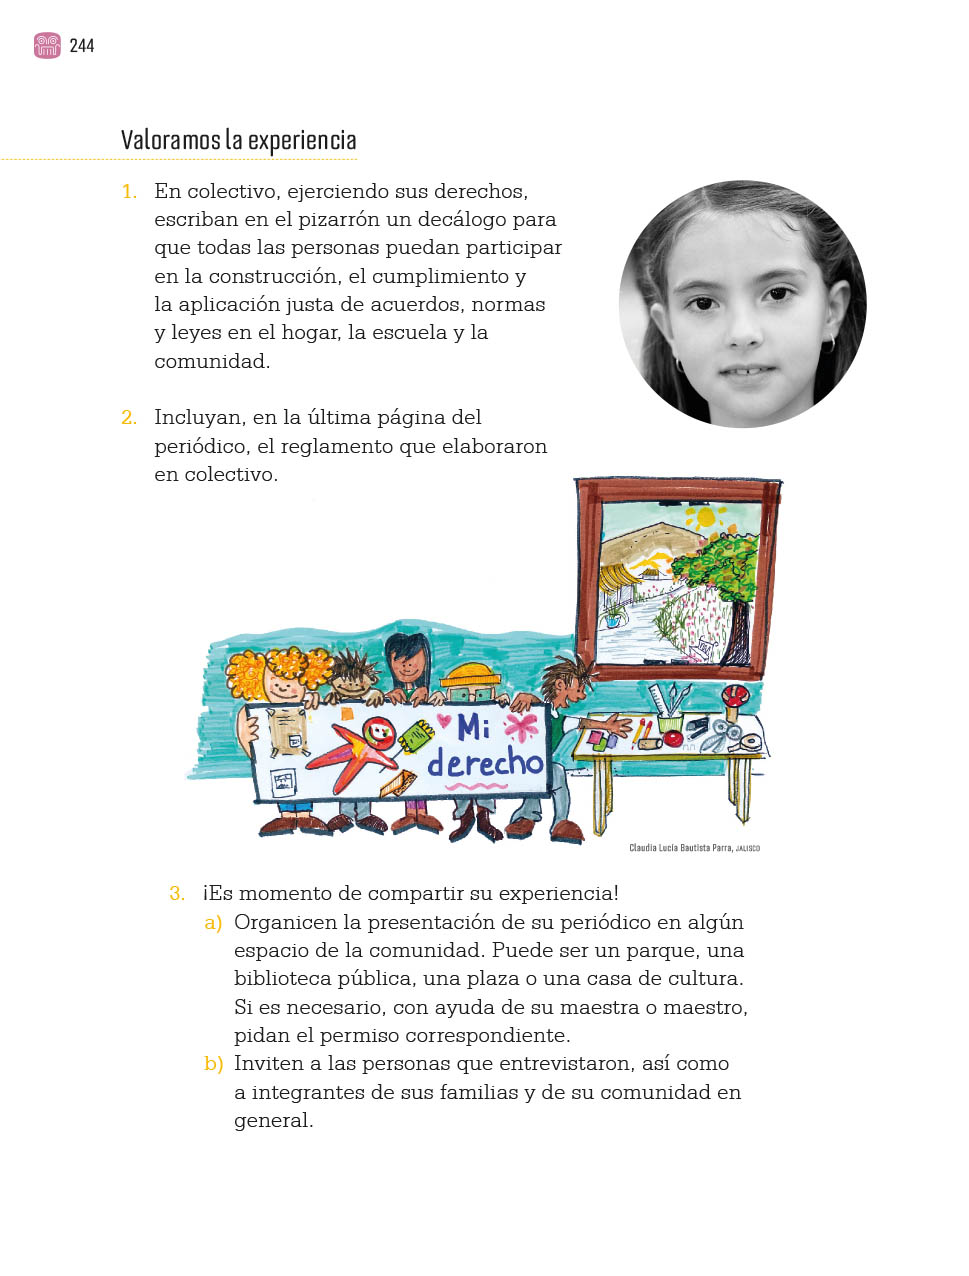 244
Valoramos la experiencia
1. En colectivo, ejerciendo sus derechos,
escriban en el pizarrón un decálogo para
que todas las personas puedan participar
en la construcción, el cumplimiento y
la aplicación justa de acuerdos, normas
y leyes en el hogar, la escuela y la
comunidad.
2. Incluyan, en la última página del
periódico, el reglamento que elaboraron
en colectivo.
Mi
derecho
Claudia Lucía Bautista Parra, JALISCO
3. ¡Es momento de compartir su experiencia!
a) Organicen la presentación de su periódico en algún
espacio de la comunidad. Puede ser un parque, una
biblioteca pública, una plaza o una casa de cultura.
Si es necesario, con ayuda de su maestra o maestro,
pidan el permiso correspondiente.
b) Inviten a las personas que entrevistaron, así como
a integrantes de sus familias y de su comunidad en
general.